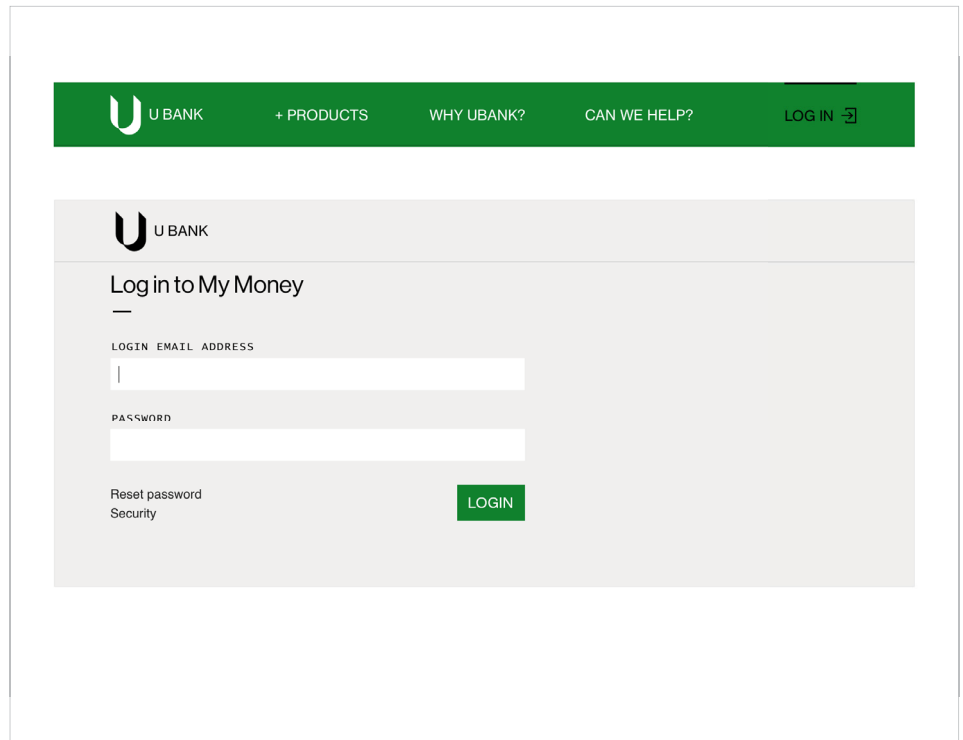 U BANK + PRODUCTS WHY UBANK? CAN WE HELP? LOG IN
U BANK
Log in to My Money
LOGIN EMAIL ADDRESS
PASSWORD
Reset password
Security
LOGIN